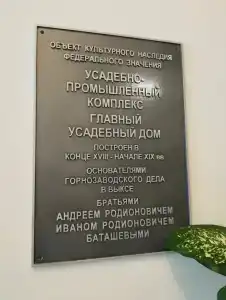 ОБЪЕКТ КУЛЬТУРНОГО НАСЛЕДИЯ
ФЕДЕРАЛЬНОГО ЗНАЧЕНИЯ
УСАДЕБНО-
ПРОМЫШЛЕННЫЙ
КОМПЛЕКС
ГЛАВНЫЙ
УСАДЕБНЫЙ ДОМ
ПОСТРОЕН В
КОНЦЕ XVIII - НАЧАЛЕ XIX вв.
ОСНОВАТЕЛЯМИ
ГОРНОЗАВОДСКОГО ДЕЛА
В ВЫКСЕ
БРАТЬЯМИ
АНДРЕЕМ РОДИОНОВИЧЕМ
ИВАНОМ РОДИОНОВИЧЕМ
БАТАШЕВЫМИ